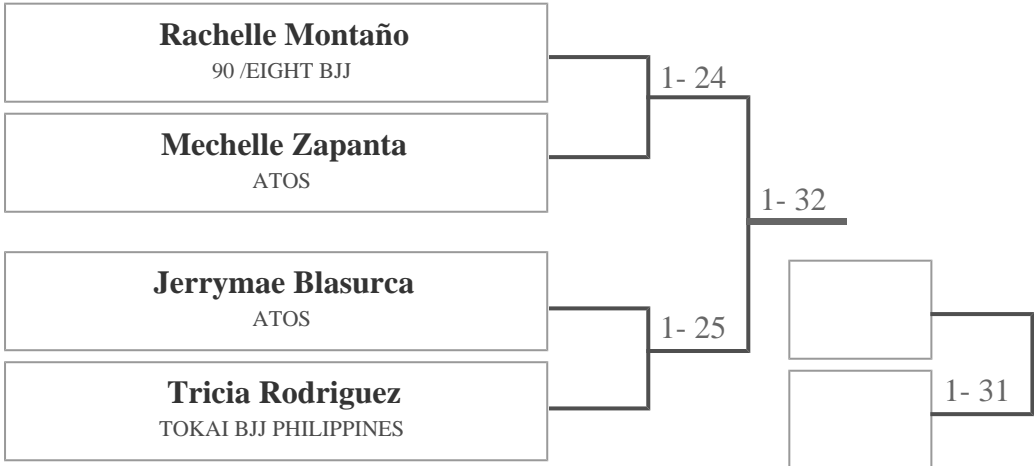 Rachelle Montaño
90 /EIGHT BJJ
1- 24
Mechelle Zapanta
ATOS
1- 32
Jerrymae Blasurca
ATOS
1- 25
Tricia Rodriguez
TOKAI BJJ PHILIPPINES
1- 31